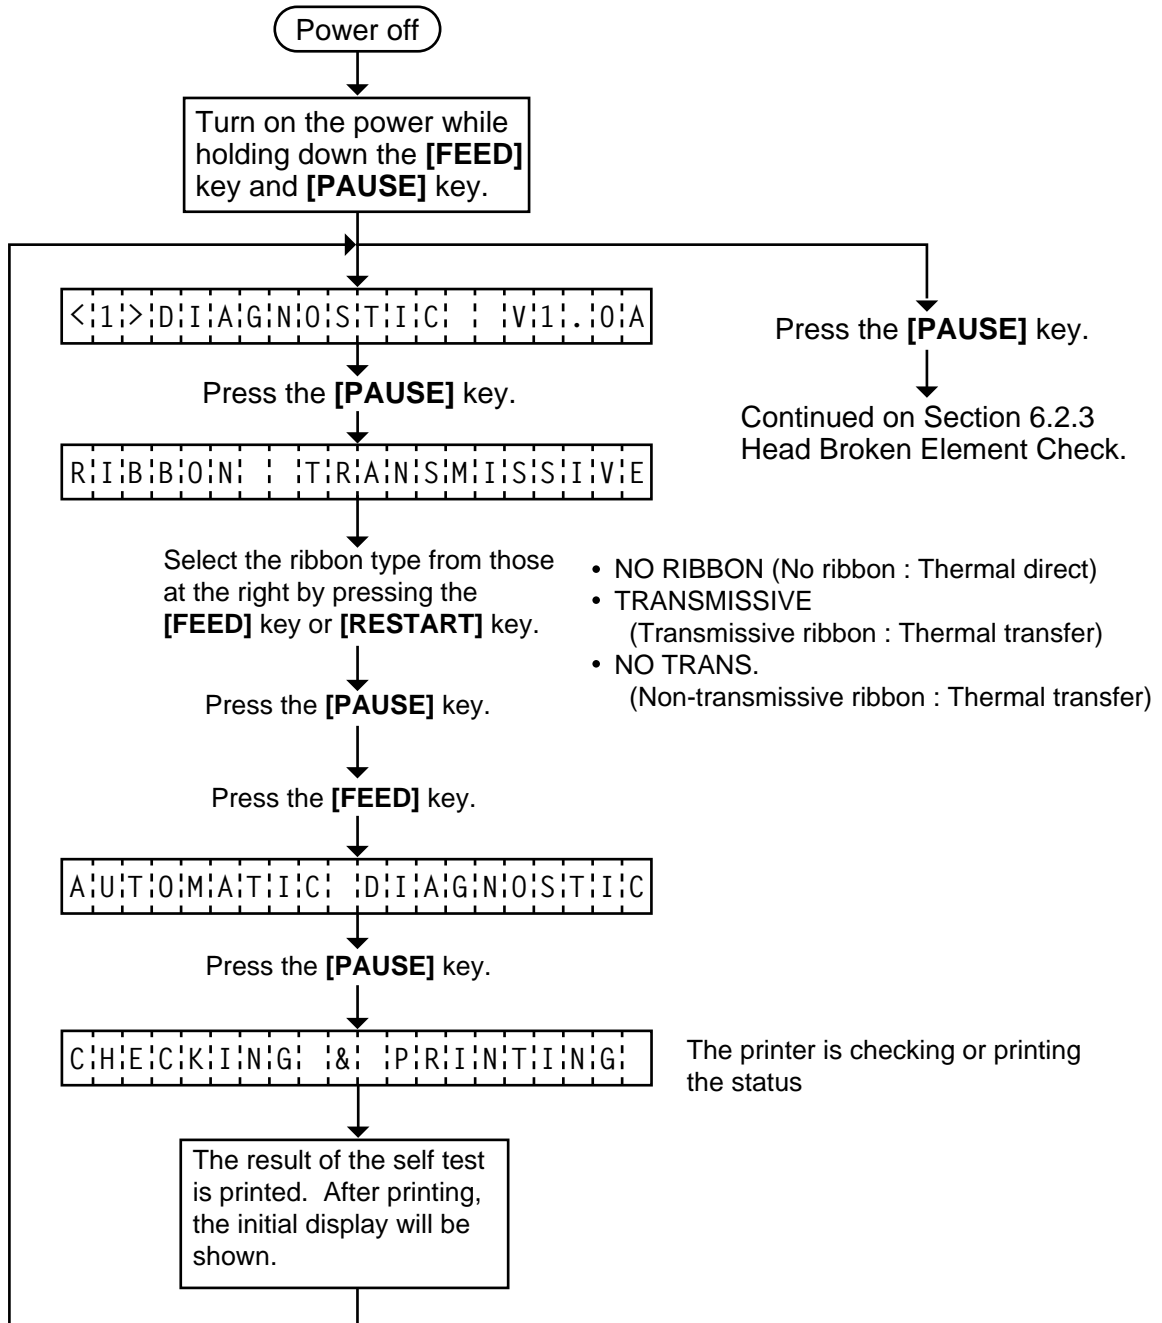 Power off
Turn on the power while
holding down the [FEED]
key and [PAUSE] key.
<1>DIAGNOSTIC  V1.0A
Press the [PAUSE] key.
Continued on Section 6.2.3
Head Broken Element Check.
Press the [PAUSE] key.
RIBBON  TRANSMISSIVE
Select the ribbon type from those
at the right by pressing the
[FEED] key or [RESTART] key.
• NO RIBBON (No ribbon : Thermal direct)
• TRANSMISSIVE
(Transmissive ribbon : Thermal transfer)
• NO TRANS.
(Non-transmissive ribbon : Thermal transfer)
Press the [PAUSE] key.
Press the [FEED] key.
AUTOMATIC DIAGNOSTIC
Press the [PAUSE] key.
CHECKING & PRINTING
The printer is checking or printing
the status
The result of the self test
is printed.  After printing,
the initial display will be
shown.